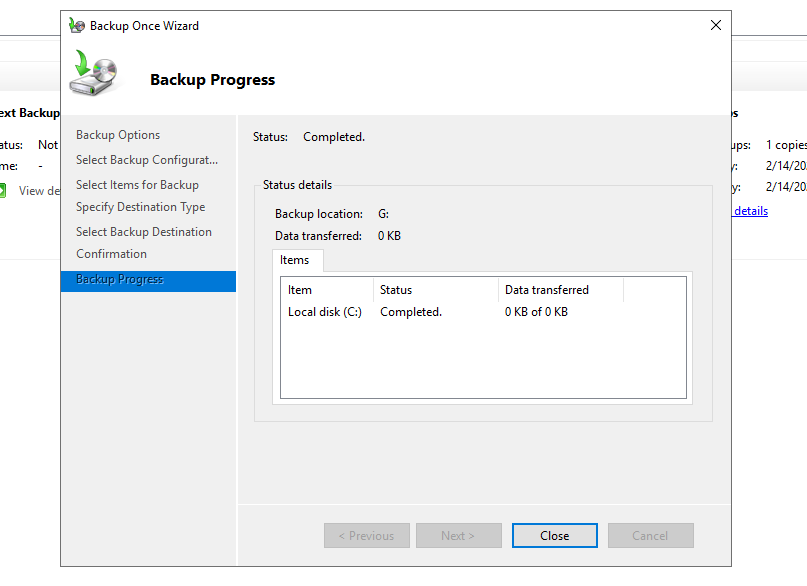 Backup Once Wizard
Backup Progress
ext Backup
atus: Not
me: -
View de
Backup Options
Select Backup Configurat...
Select Items for Backup
Specify Destination Type
Select Backup Destination
Confirmation
Backup Progress
Status: Completed.
Status details
Backup location: G:
Data transferred: 0 KB
Items
Item Status Data transferred
Local disk (C:) Completed. 0 KB of 0 KB
< Previous Next > Close Cancel
ps
ups: 1 copies
y: 2/14/20
y: 2/14/20
details